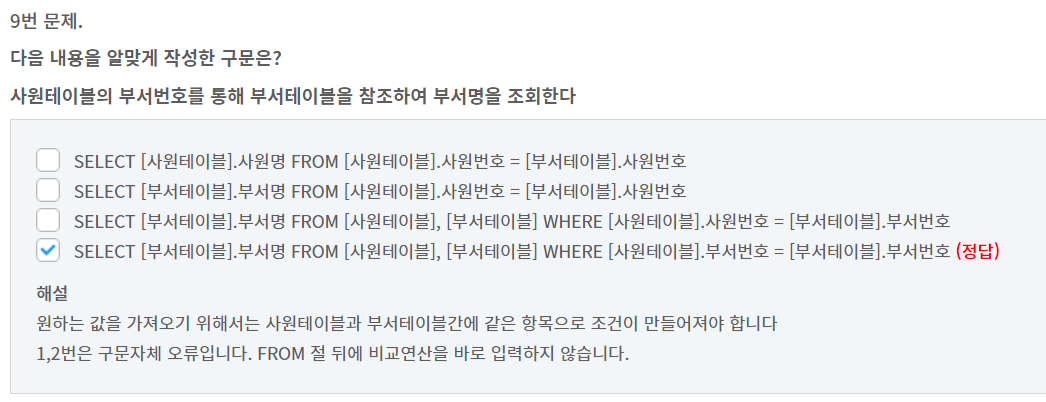 9번 문제.
다음 내용을 알맞게 작성한 구문은?
사원테이블의 부서번호를 통해 부서테이블을 참조하여 부서명을 조회한다
SELECT [사원테이블].사원명 FROM [사원테이블].사원번호 = [부서테이블].사원번호
SELECT [부서테이블].부서명 FROM [사원테이블].사원번호 = [부서테이블].사원번호
SELECT [부서테이블].부서명 FROM [사원테이블], [부서테이블] WHERE [사원테이블].사원번호 = [부서테이블].부서번호
SELECT [부서테이블].부서명 FROM [사원테이블], [부서테이블] WHERE [사원테이블].부서번호 = [부서테이블].부서번호 (정답)
해설
원하는 값을 가져오기 위해서는 사원테이블과 부서테이블간에 같은 항목으로 조건이 만들어져야 합니다
1,2번은 구문자체 오류입니다. FROM 절 뒤에 비교연산을 바로 입력하지 않습니다.